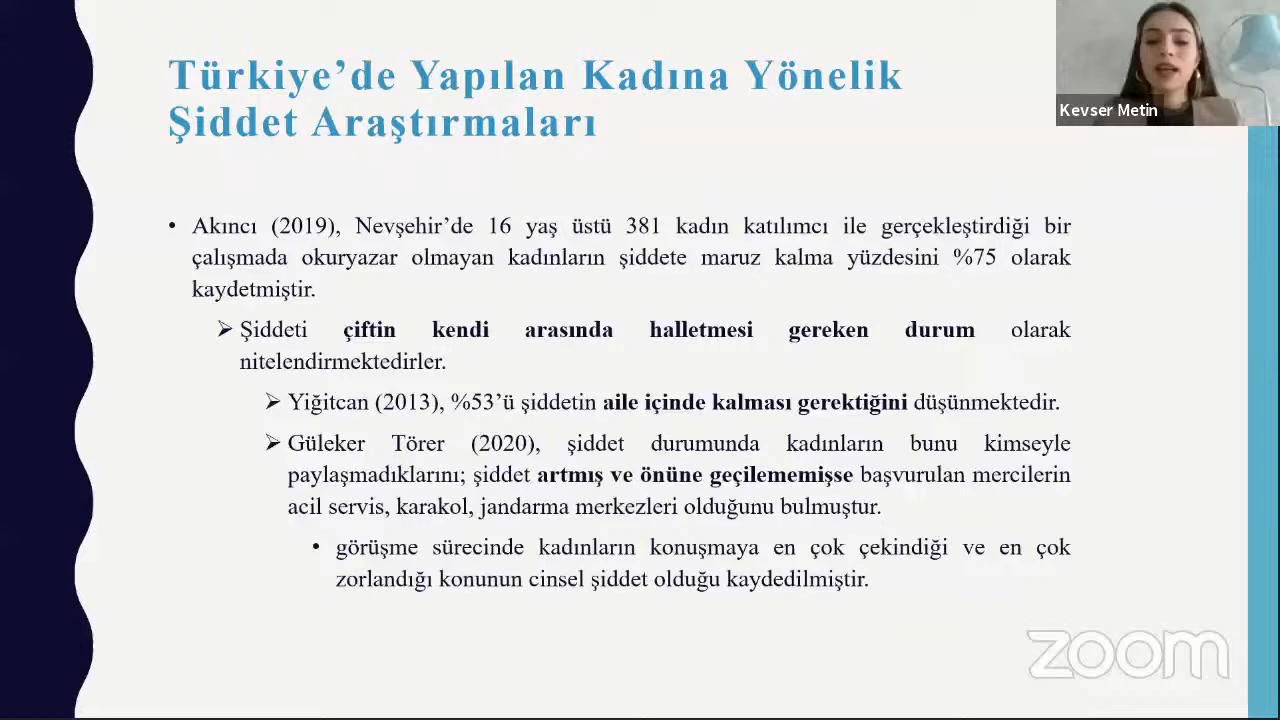 Türkiye’de Yapılan Kadına Yönelik
Şiddet Araştırmaları
Kevser Metin
• Akıncı (2019), Nevşehir’de 16 yaş üstü 381 kadın katılımcı ile gerçekleştirdiği bir
çalışmada okuryazar olmayan kadınların şiddete maruz kalma yüzdesini %75 olarak
kaydetmiştir.
➢ Şiddeti çiftin kendi arasında halletmesi gereken durum olarak
nitelendirmektedirler.
➢ Yiğitcan (2013), %53’ü şiddetin aile içinde kalması gerektiğini düşünmektedir.
➢ Güleker Törer (2020), şiddet durumunda kadınların bunu kimseyle
paylaşmadıklarını; şiddet artmış ve önüne geçilememişse başvurulan mercilerin
acil servis, karakol, jandarma merkezleri olduğunu bulmuştur.
• görüşme sürecinde kadınların konuşmaya en çok çekindiği ve en çok
zorlandığı konunun cinsel şiddet olduğu kaydedilmiştir.
zoom